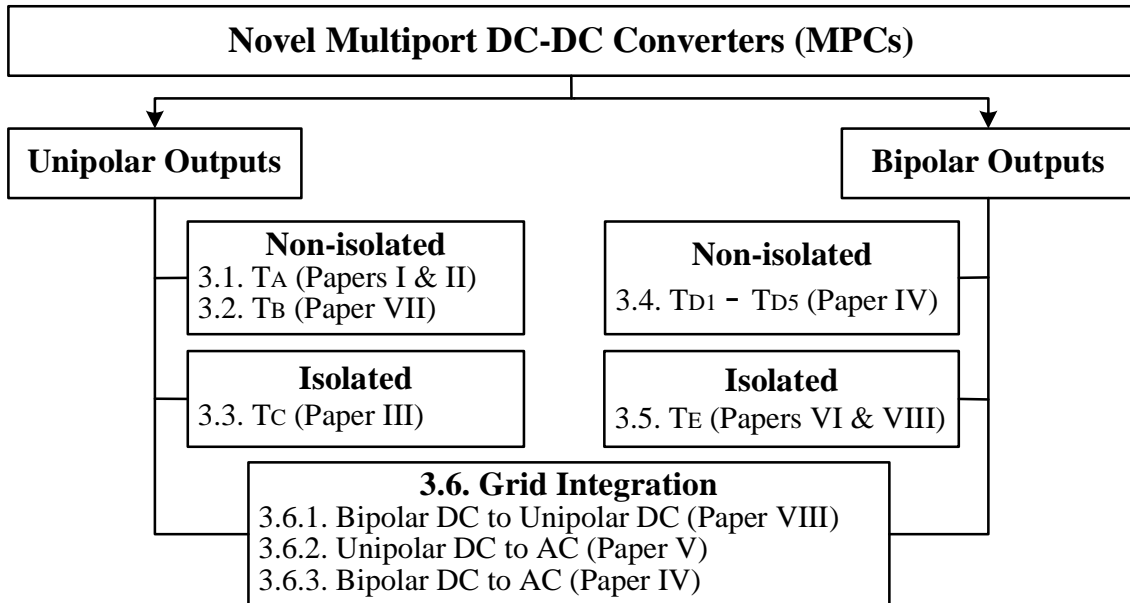 Novel Multiport DC-DC Converters (MPCs)
Unipolar Outputs
Bipolar Outputs
Non-isolated
3.1. TA (Papers I & II)
3.2. TB (Paper VII)
Non-isolated
3.4. TD1 - TD5 (Paper IV)
Isolated
3.3. TC (Paper III)
Isolated
3.5. TE (Papers VI & VIII)
3.6. Grid Integration
3.6.1. Bipolar DC to Unipolar DC (Paper VIII)
3.6.2. Unipolar DC to AC (Paper V)
3.6.3. Bipolar DC to AC (Paper IV)